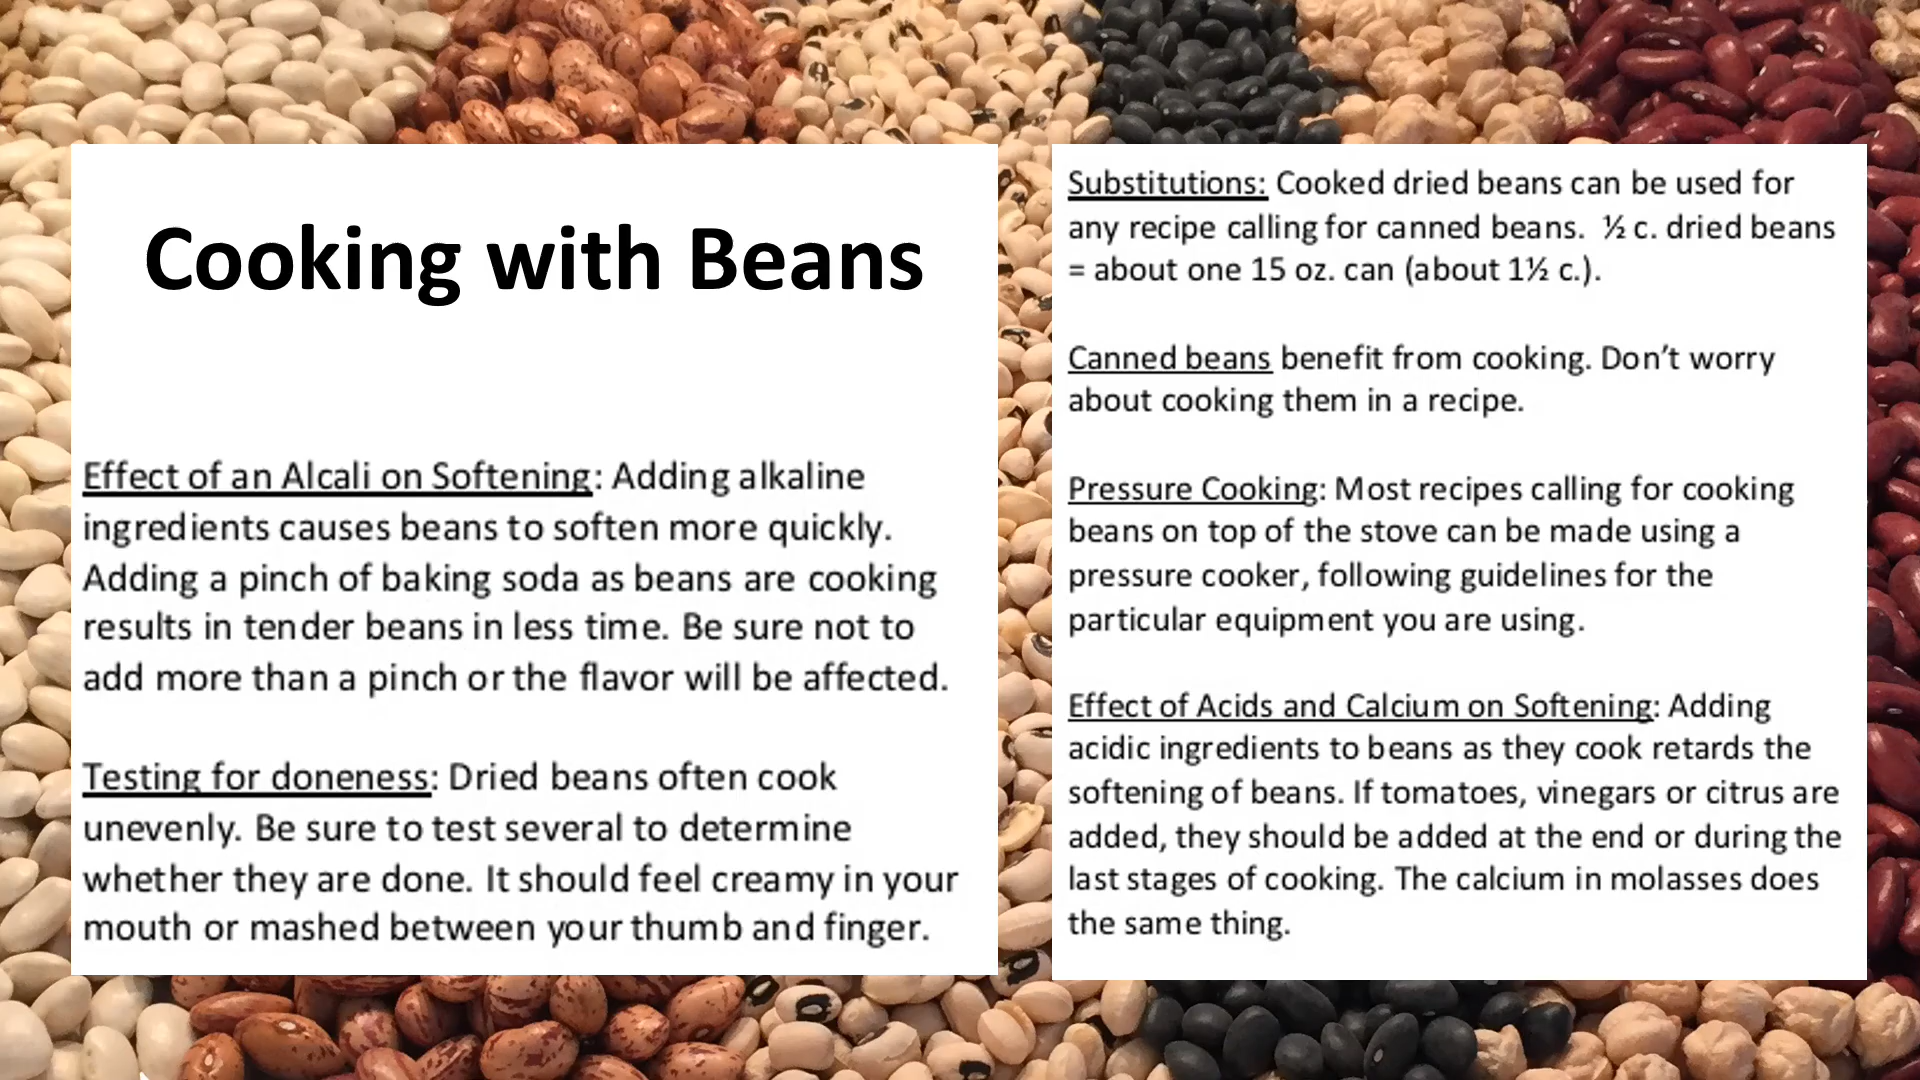 Cooking with Beans
Effect of an Alcali on Softening: Adding alkaline
ingredients causes beans to soften more quickly.
Adding a pinch of baking soda as beans are cooking
results in tender beans in less time. Be sure not to
add more than a pinch or the flavor will be affected.
Testing for doneness: Dried beans often cook
unevenly. Be sure to test several to determine
whether they are done. It should feel creamy in your
mouth or mashed between your thumb and finger.
Substitutions: Cooked dried beans can be used for
any recipe calling for canned beans. ½ c. dried beans
= about one 15 oz. can (about 1½ c.).
Canned beans benefit from cooking. Don’t worry
about cooking them in a recipe.
Pressure Cooking: Most recipes calling for cooking
beans on top of the stove can be made using a
pressure cooker, following guidelines for the
particular equipment you are using.
Effect of Acids and Calcium on Softening: Adding
acidic ingredients to beans as they cook retards the
softening of beans. If tomatoes, vinegars or citrus are
added, they should be added at the end or during the
last stages of cooking. The calcium in molasses does
the same thing.